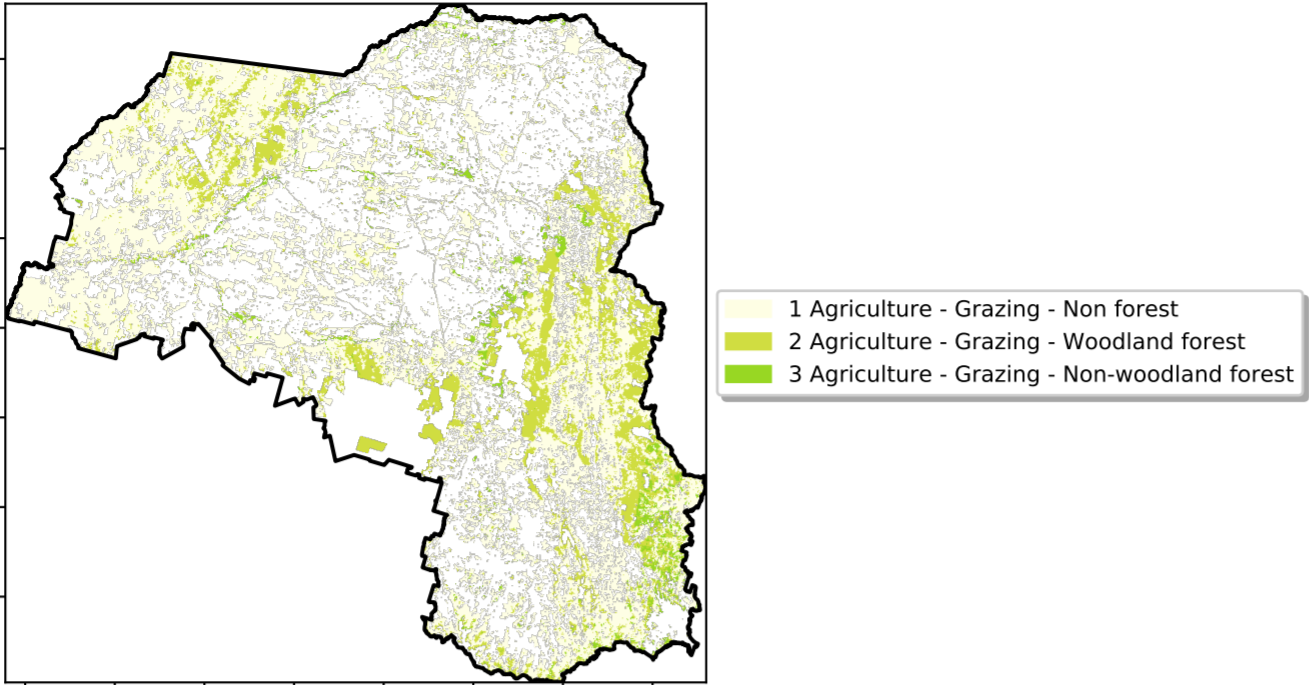 1 Agriculture - Grazing - Non forest
2 Agriculture - Grazing - Woodland forest
3 Agriculture - Grazing - Non-woodland forest